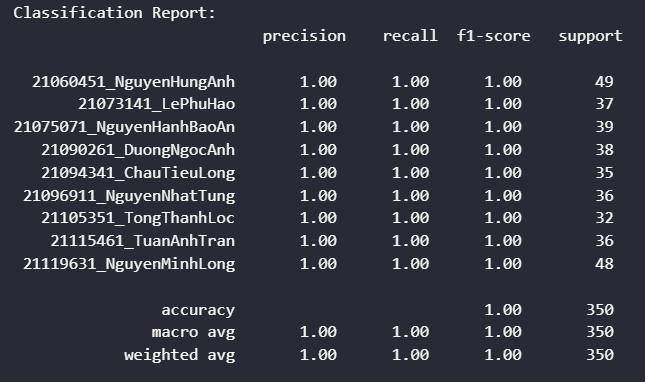 Classification Report:
precision recall f1-score support
21060451_NguyenHungAnh 1.00 1.00 1.00 49
21073141_LePhuHao 1.00 1.00 1.00 37
21075071_NguyenHanhBaoAn 1.00 1.00 1.00 39
21090261_DuongNgocAnh 1.00 1.00 1.00 38
21094341_ChauTieuLong 1.00 1.00 1.00 35
21096911_NguyenNhatTung 1.00 1.00 1.00 36
21105351_TongThanhLoc 1.00 1.00 1.00 32
21115461_TuanAnhTran 1.00 1.00 1.00 36
21119631_NguyenMinhLong 1.00 1.00 1.00 48
accuracy 1.00 350
macro avg 1.00 1.00 1.00 350
weighted avg 1.00 1.00 1.00 350